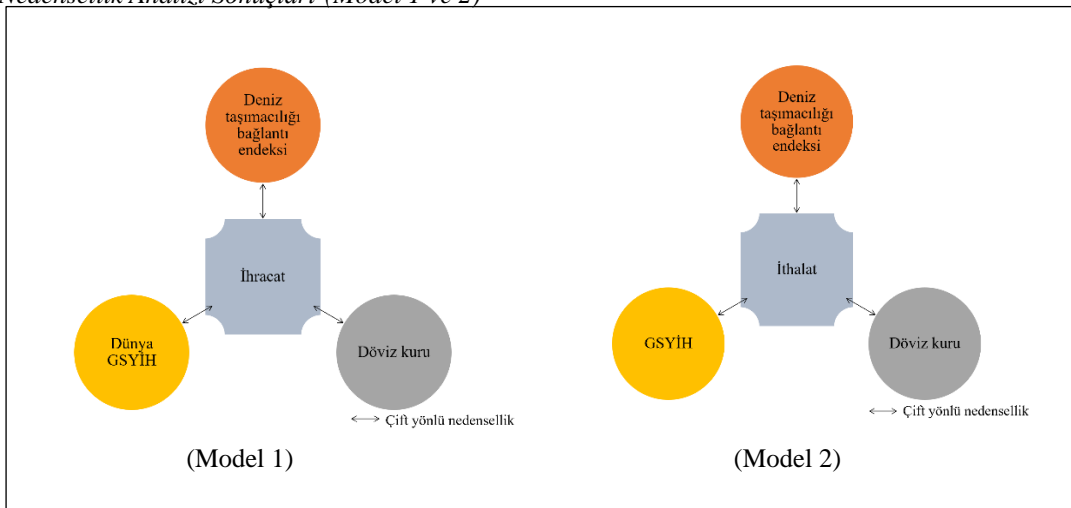 Nedensellik Analizi Sonuçları (Model 1 ve 2)
Deniz
taşımacılığı
bağlantı
endeksi
İhracat
Dünya
GSYİH
Döviz kuru
Çift yönlü nedensellik
(Model 1)
Deniz
taşımacılığı
bağlantı
endeksi
İthalat
GSYİH
Döviz kuru
Çift yönlü nedensellik
(Model 2)